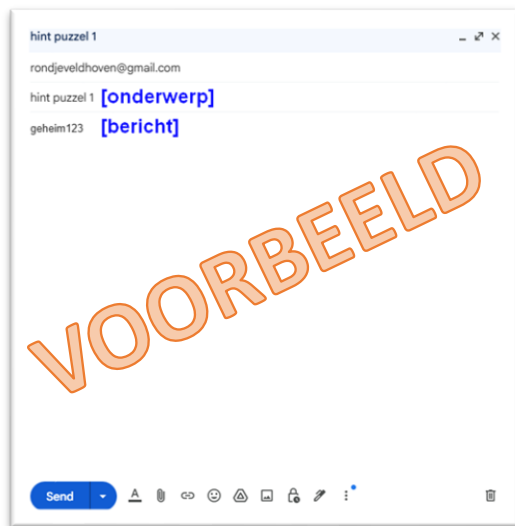 hint puzzel 1
rondjeveldhoven@gmail.com
hint puzzel 1 [onderwerp]
geheim123 [bericht]
VOORBEELD
Send